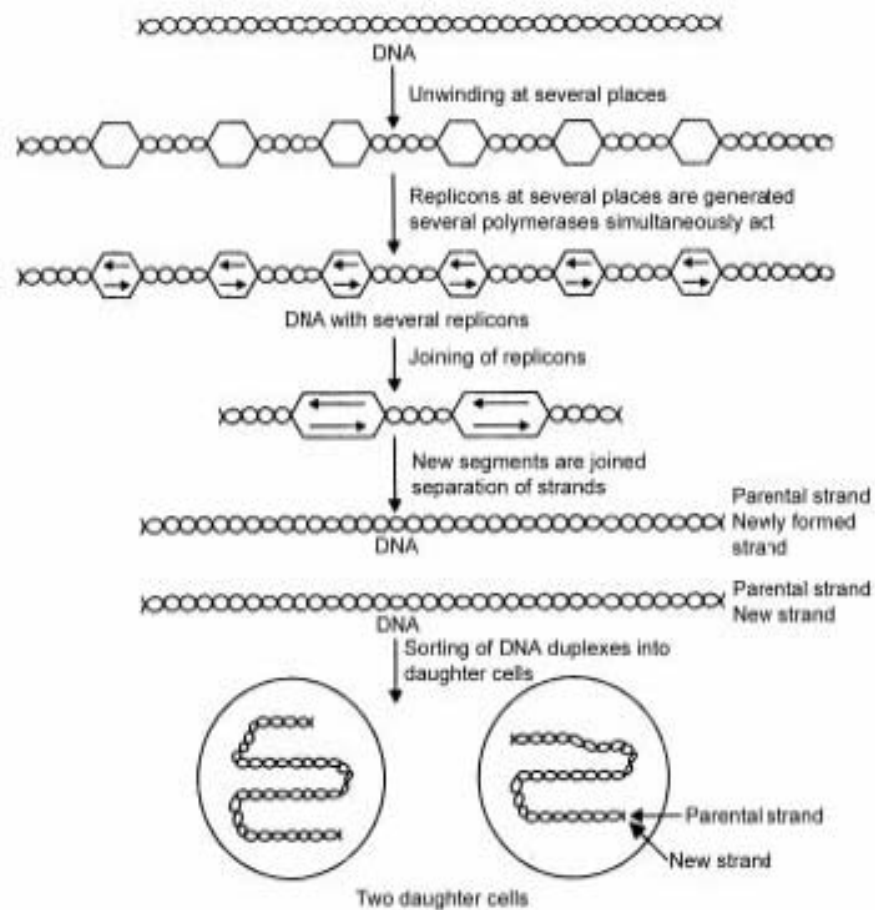 DNA
Unwinding at several places
Replicons at several places are generated
several polymerases simultaneously act
DNA with several replicons
Joining of replicons
New segments are joined
separation of strands
Parental strand
Newly formed
strand
DNA
Parental strand
New strand
DNA
Sorting of DNA duplexes into
daughter cells
Parental strand
New strand
Two daughter cells